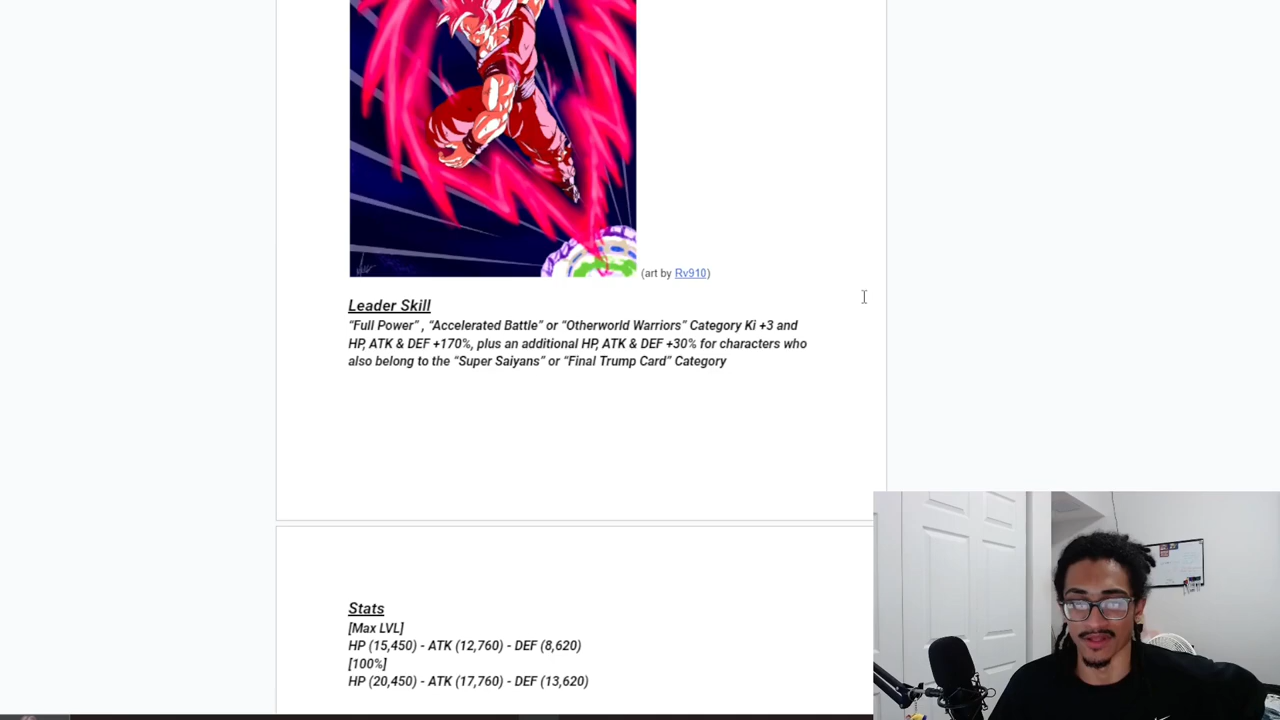 (art by Rv910)
Leader Skill
“Full Power” , “Accelerated Battle” or “Otherworld Warriors” Category Ki +3 and
HP, ATK & DEF +170%, plus an additional HP, ATK & DEF +30% for characters who
also belong to the “Super Saiyans” or “Final Trump Card” Category
Stats
[Max LVL]
HP (15,450) - ATK (12,760) - DEF (8,620)
[100%]
HP (20,450) - ATK (17,760) - DEF (13,620)